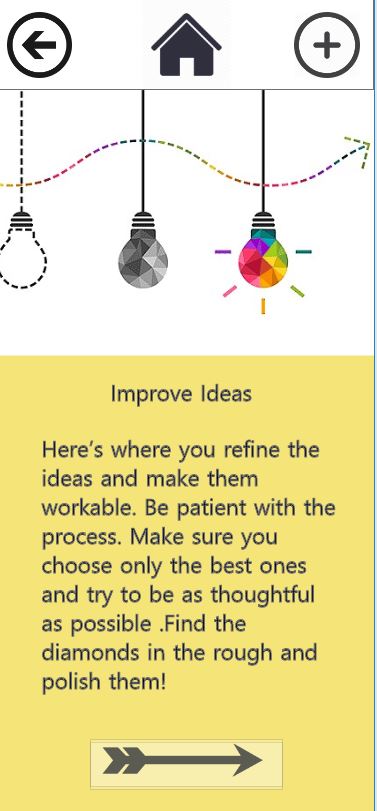 Improve Ideas
Here's where you refine the
ideas and make them
workable. Be patient with the
process. Make sure you
choose only the best ones
and try to be as thoughtful
as possible .Find the
diamonds in the rough and
polish them!